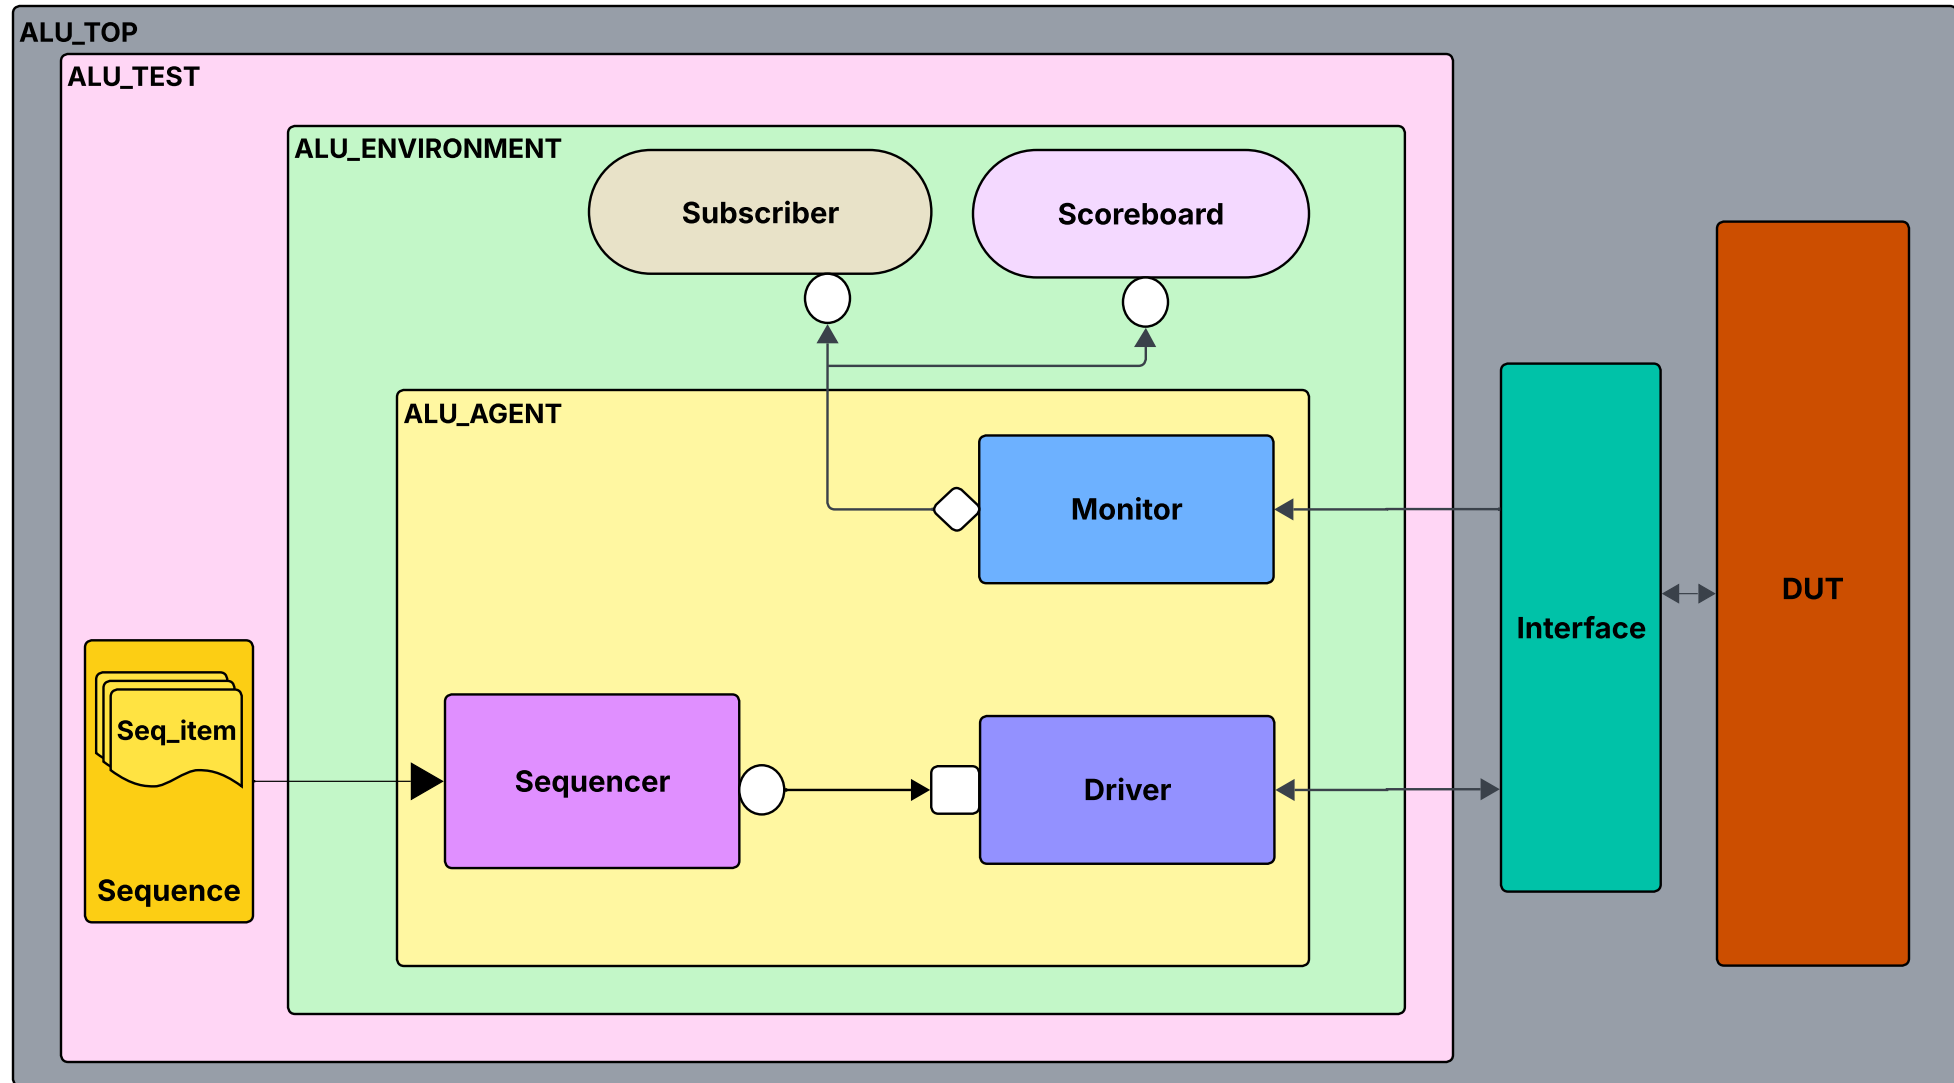 ALU_TOP
ALU_TEST
ALU_ENVIRONMENT
Subscriber
Scoreboard
ALU_AGENT
Monitor
DUT
Interface
Seq_item
Sequencer
Driver
Sequence